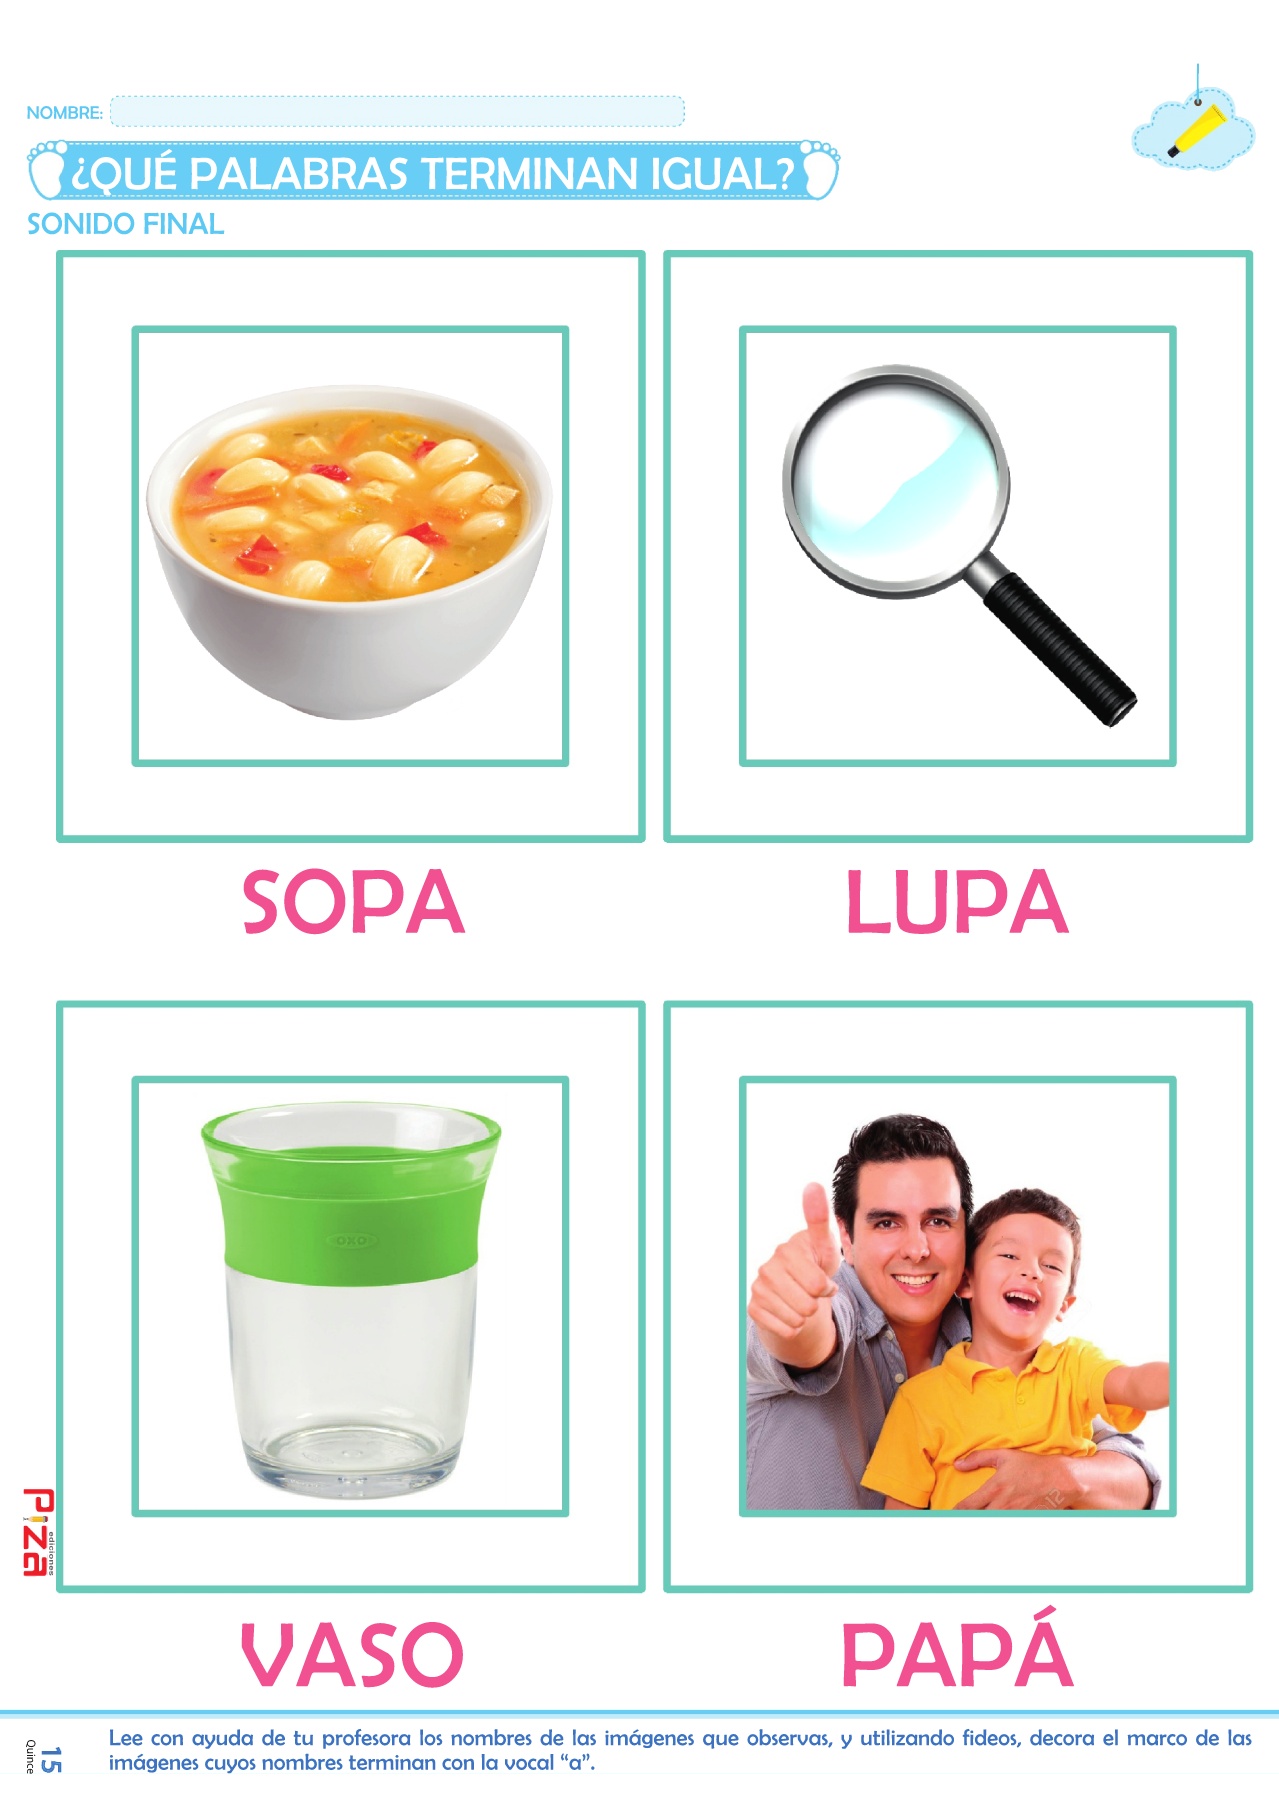 NOMBRE:
¿QUÉ PALABRAS TERMINAN IGUAL?
SONIDO FINAL
SOPA
LUPA
OXO
VASO
PAPÁ
Piza
ediciones
Lee con ayuda de tu profesora los nombres de las imágenes que observas, y utilizando fideos, decora el marco de las
imágenes cuyos nombres terminan con la vocal “a”.
15
Quince